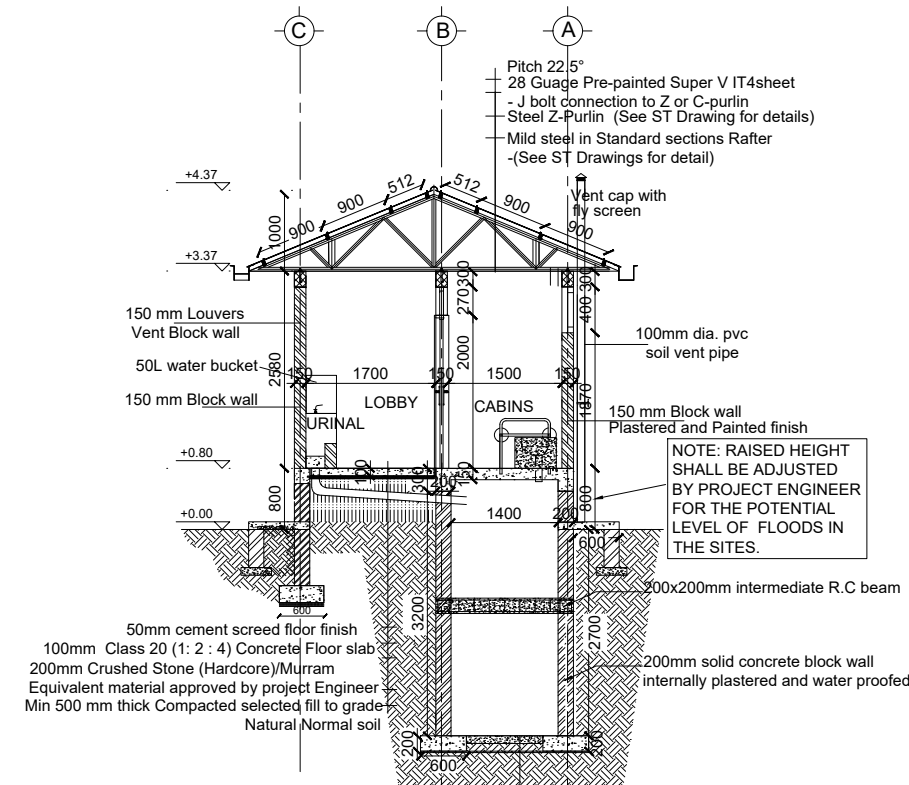 C
B
A
Pitch 22.5°
28 Guage Pre-painted Super V IT4sheet
- J bolt connection to Z or C-purlin
Steel Z-Purlin (See ST Drawing for details)
Mild steel in Standard sections Rafter
-(See ST Drawings for detail)
+4.37
512
512
900
900
900
900
1000
Vent cap with
fly screen
+3.37
300
300
270
400
150 mm Louvers
Vent Block wall
100mm dia. pvc
soil vent pipe
2580
2000
50L water bucket
150
1700
150
1500
150
1870
150 mm Block wall
LOBBY
CABINS
URINAL
150 mm Block wall
Plastered and Painted finish
+0.80
100
300
200
150
NOTE: RAISED HEIGHT
SHALL BE ADJUSTED
BY PROJECT ENGINEER
FOR THE POTENTIAL
LEVEL OF FLOODS IN
THE SITES.
800
800
+0.00
1400
200
600
200x200mm intermediate R.C beam
600
3200
2700
50mm cement screed floor finish
100mm Class 20 (1: 2 : 4) Concrete Floor slab
200mm Crushed Stone (Hardcore)/Murram
Equivalent material approved by project Engineer
Min 500 mm thick Compacted selected fill to grade
Natural Normal soil
200mm solid concrete block wall
internally plastered and water proofed
200
200
600